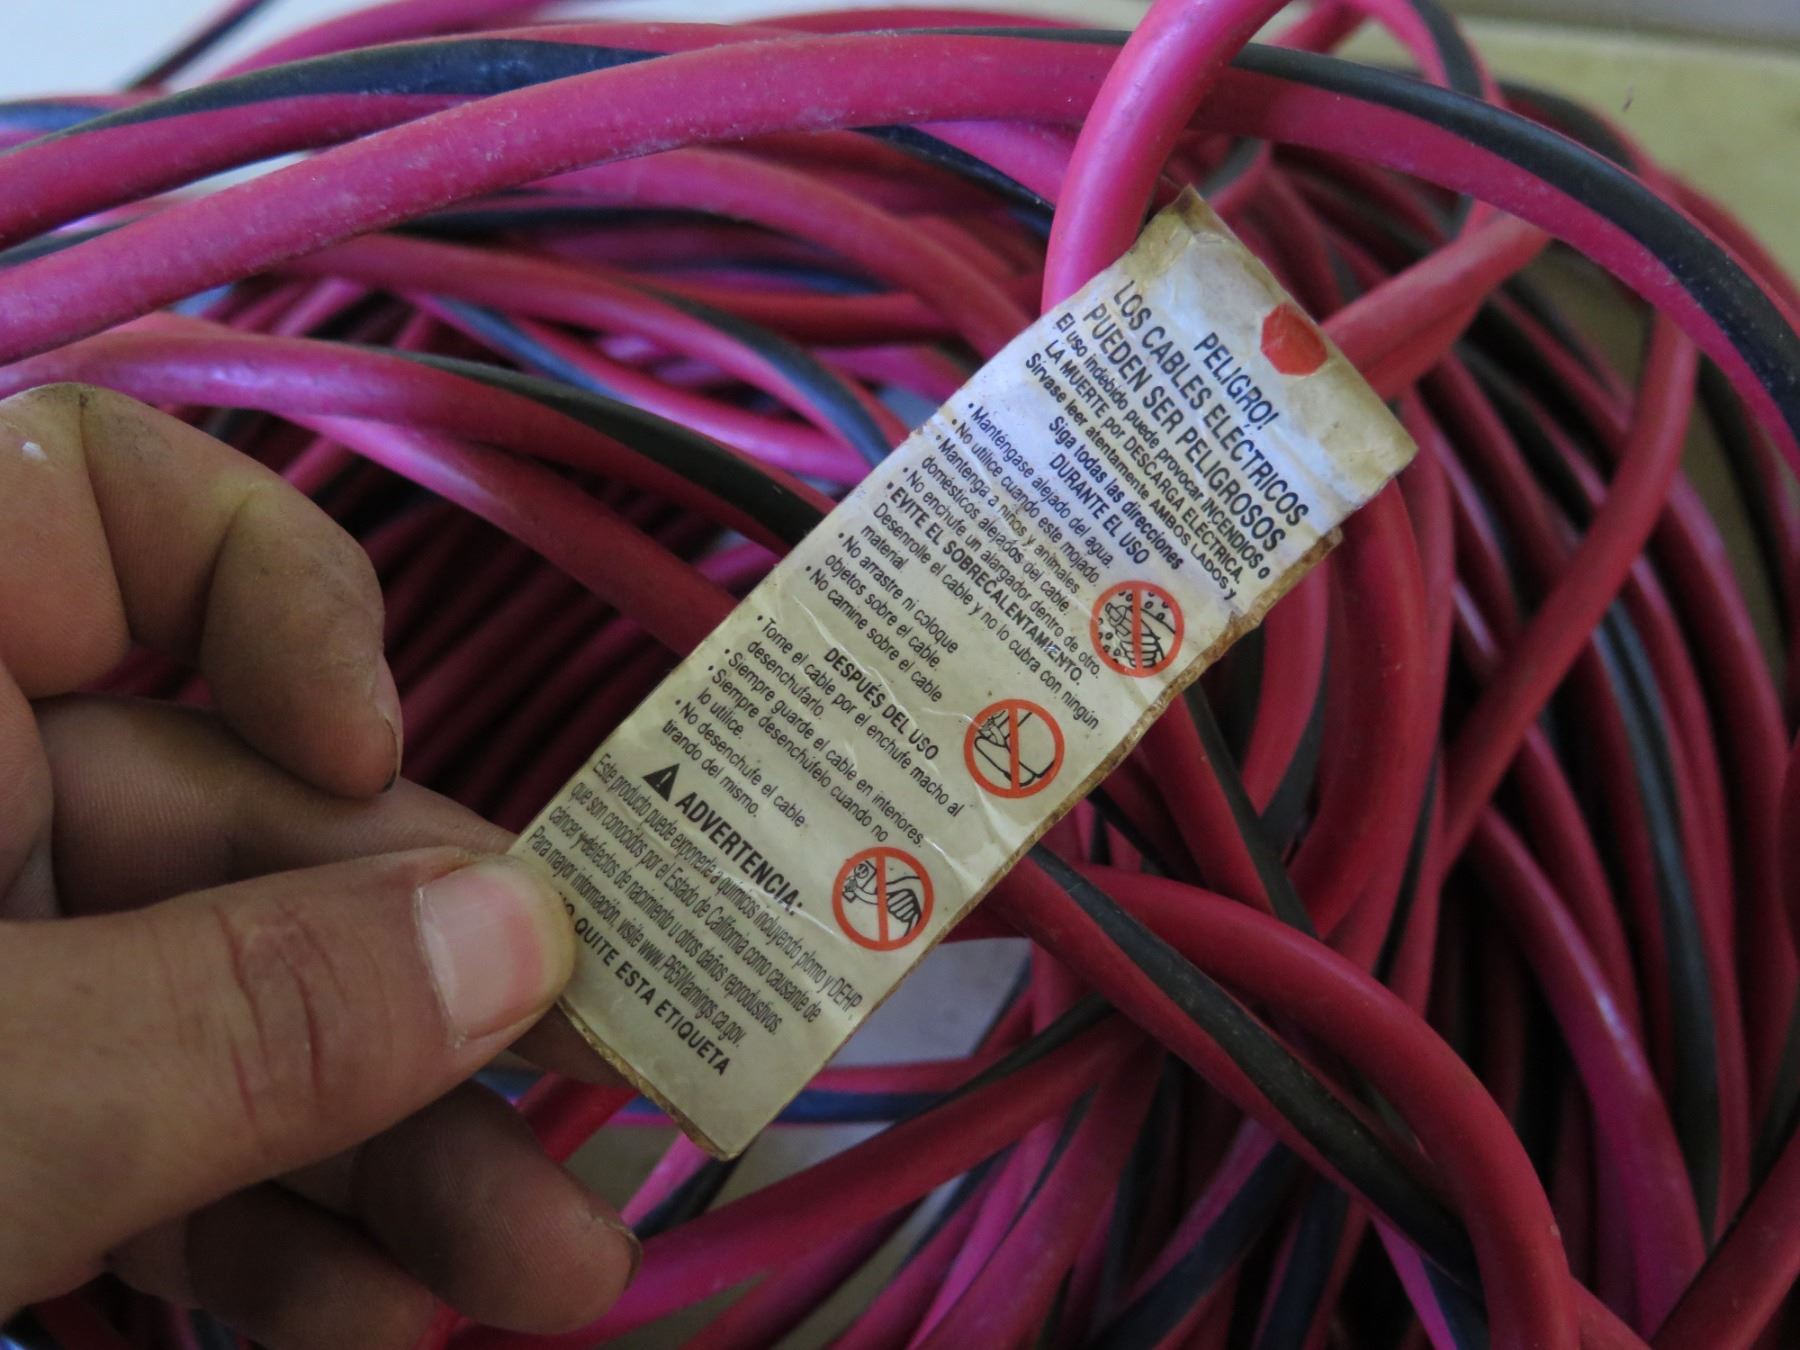 PELIGRO!
LOS CABLES ELÉCTRICOS
PUEDEN SER PELIGROSOS
El uso indebido puede provocar INCENDIOS o
LA MUERTE por DESCARGA ELÉCTRICA.
Sírvase leer atentamente AMBOS LADOS y
Siga todas las direcciones
DURANTE EL USO
• Manténgase alejado del agua.
• No utilice cuando este mojado.
• Mantenga a niños y animales
domésticos alejados del cable.
• No enchufe un alargador dentro de otro.
• EVITE EL SOBRECALENTAMIENTO.
Desenrolle el cable y no lo cubra con ningún
material
• No arrastre ni coloque
objetos sobre el cable.
• No camine sobre el cable
DESPUÉS DEL USO
• Tome el cable por el enchufe macho al
desenchufarlo.
• Siempre guarde el cable en interiores.
• Siempre desenchúfelo cuando no
lo utilice.
• No desenchufe el cable
tirando del mismo.
ADVERTENCIA:
Este producto puede exponerle a químicos incluyendo plomo y DEHP,
que son conocidos por el Estado de California como causante de
cáncer y defectos de nacimiento u otros daños reprodustivos.
Para mayor información, visite www.P65Warnings.ca.gov.
NO QUITE ESTA ETIQUETA